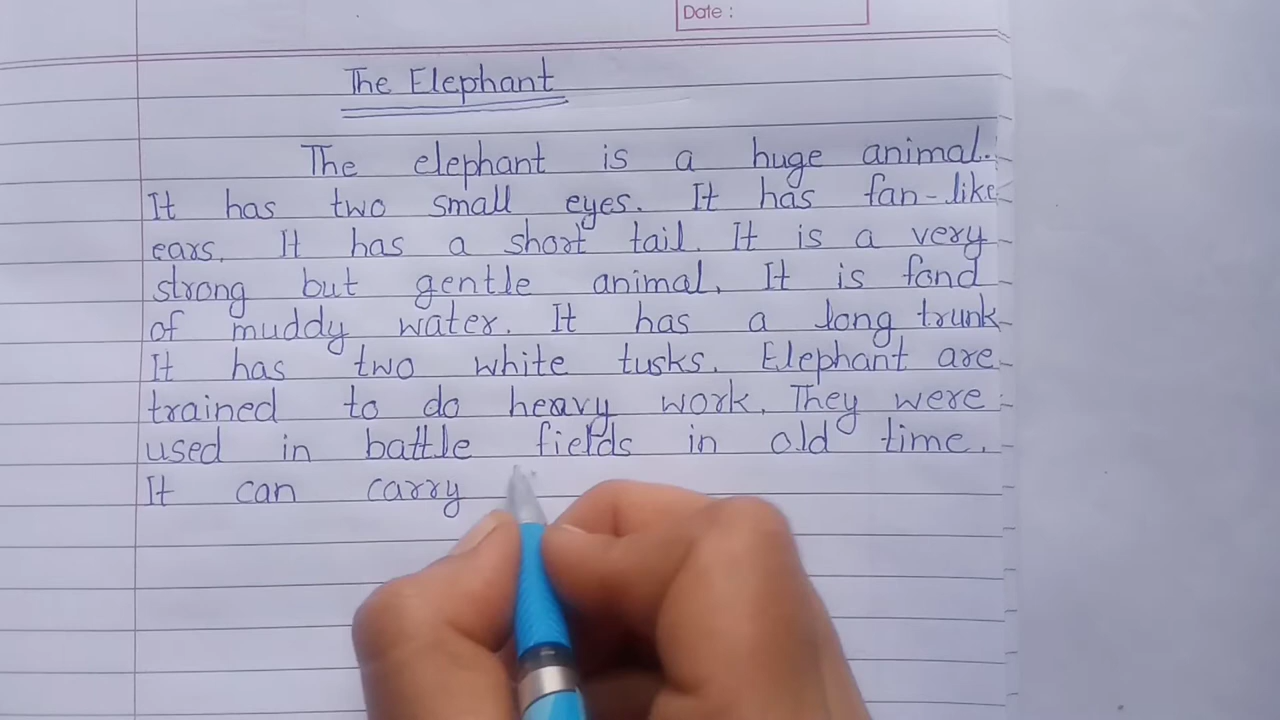 Date :
The Elephant
The elephant is a huge animal.
It has two small eyes. It has fan-like
ears. It has a short tail. It is a very
strong but gentle animal. It is fond
of muddy water. It has a long trunk
It has two white tusks. Elephant are
trained to do heavy work. They were
used in battle fields in old time.
It can carry